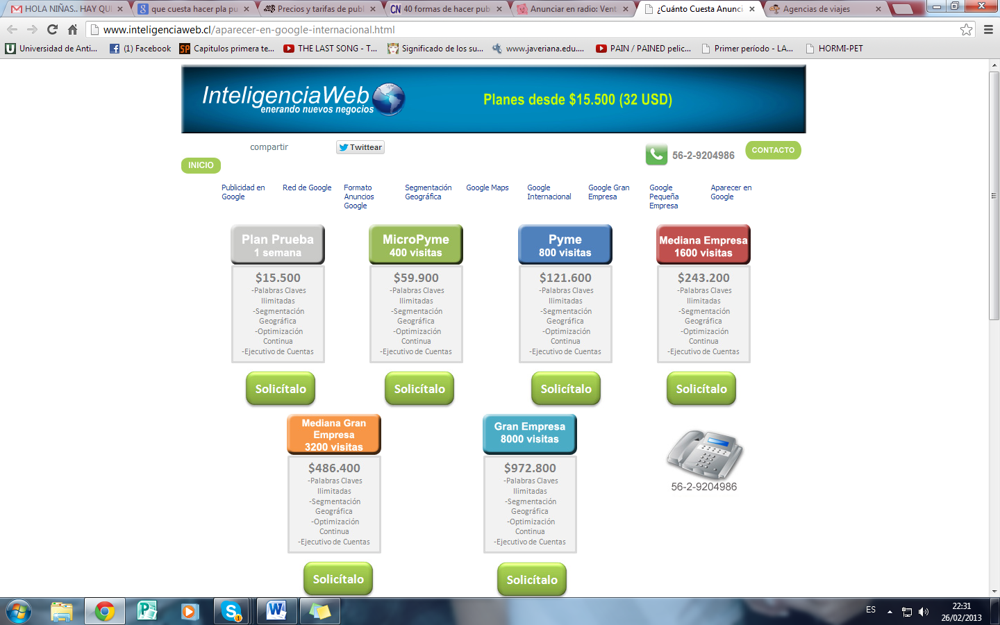 HOLA NIÑAS.. HAY QUE
que cuesta hacer pla pu
Precios y tarifas de publ
40 formas de hacer pub
Anunciar en radio: Vent
¿Cuánto Cuesta Anunci
Agencias de viajes
www.inteligenciaweb.cl/aparecer-en-google-internacional.html
Universidad de Anti...
(1) Facebook
Capitulos primera te...
THE LAST SONG - T...
Significado de los su...
www.javeriana.edu....
PAIN / PAINED pelic...
Primer período - LA...
HORMI-PET
InteligenciaWeb
enerando nuevos negocios
Planes desde $15.500 (32 USD)
compartir
Twittear
56-2-9204986
CONTACTO
INICIO
Publicidad en
Google
Red de Google
Formato
Anuncios
Google
Segmentación
Geográfica
Google Maps
Google
Internacional
Google Gran
Empresa
Google
Pequeña
Empresa
Aparecer en
Google
Plan Prueba
1 semana
$15.500
-Palabras Claves
Ilimitadas
-Segmentación
Geográfica
-Optimización
Continua
-Ejecutivo de Cuentas
Solicítalo
MicroPyme
400 visitas
$59.900
-Palabras Claves
Ilimitadas
-Segmentación
Geográfica
-Optimización
Continua
-Ejecutivo de Cuentas
Solicítalo
Pyme
800 visitas
$121.600
-Palabras Claves
Ilimitadas
-Segmentación
Geográfica
-Optimización
Continua
-Ejecutivo de Cuentas
Solicítalo
Mediana Empresa
1600 visitas
$243.200
-Palabras Claves
Ilimitadas
-Segmentación
Geográfica
-Optimización
Continua
-Ejecutivo de Cuentas
Solicítalo
Mediana Gran
Empresa
3200 visitas
$486.400
-Palabras Claves
Ilimitadas
-Segmentación
Geográfica
-Optimización
Continua
-Ejecutivo de Cuentas
Solicítalo
Gran Empresa
8000 visitas
$972.800
-Palabras Claves
Ilimitadas
-Segmentación
Geográfica
-Optimización
Continua
-Ejecutivo de Cuentas
Solicítalo
56-2-9204986
ES
22:31
26/02/2013